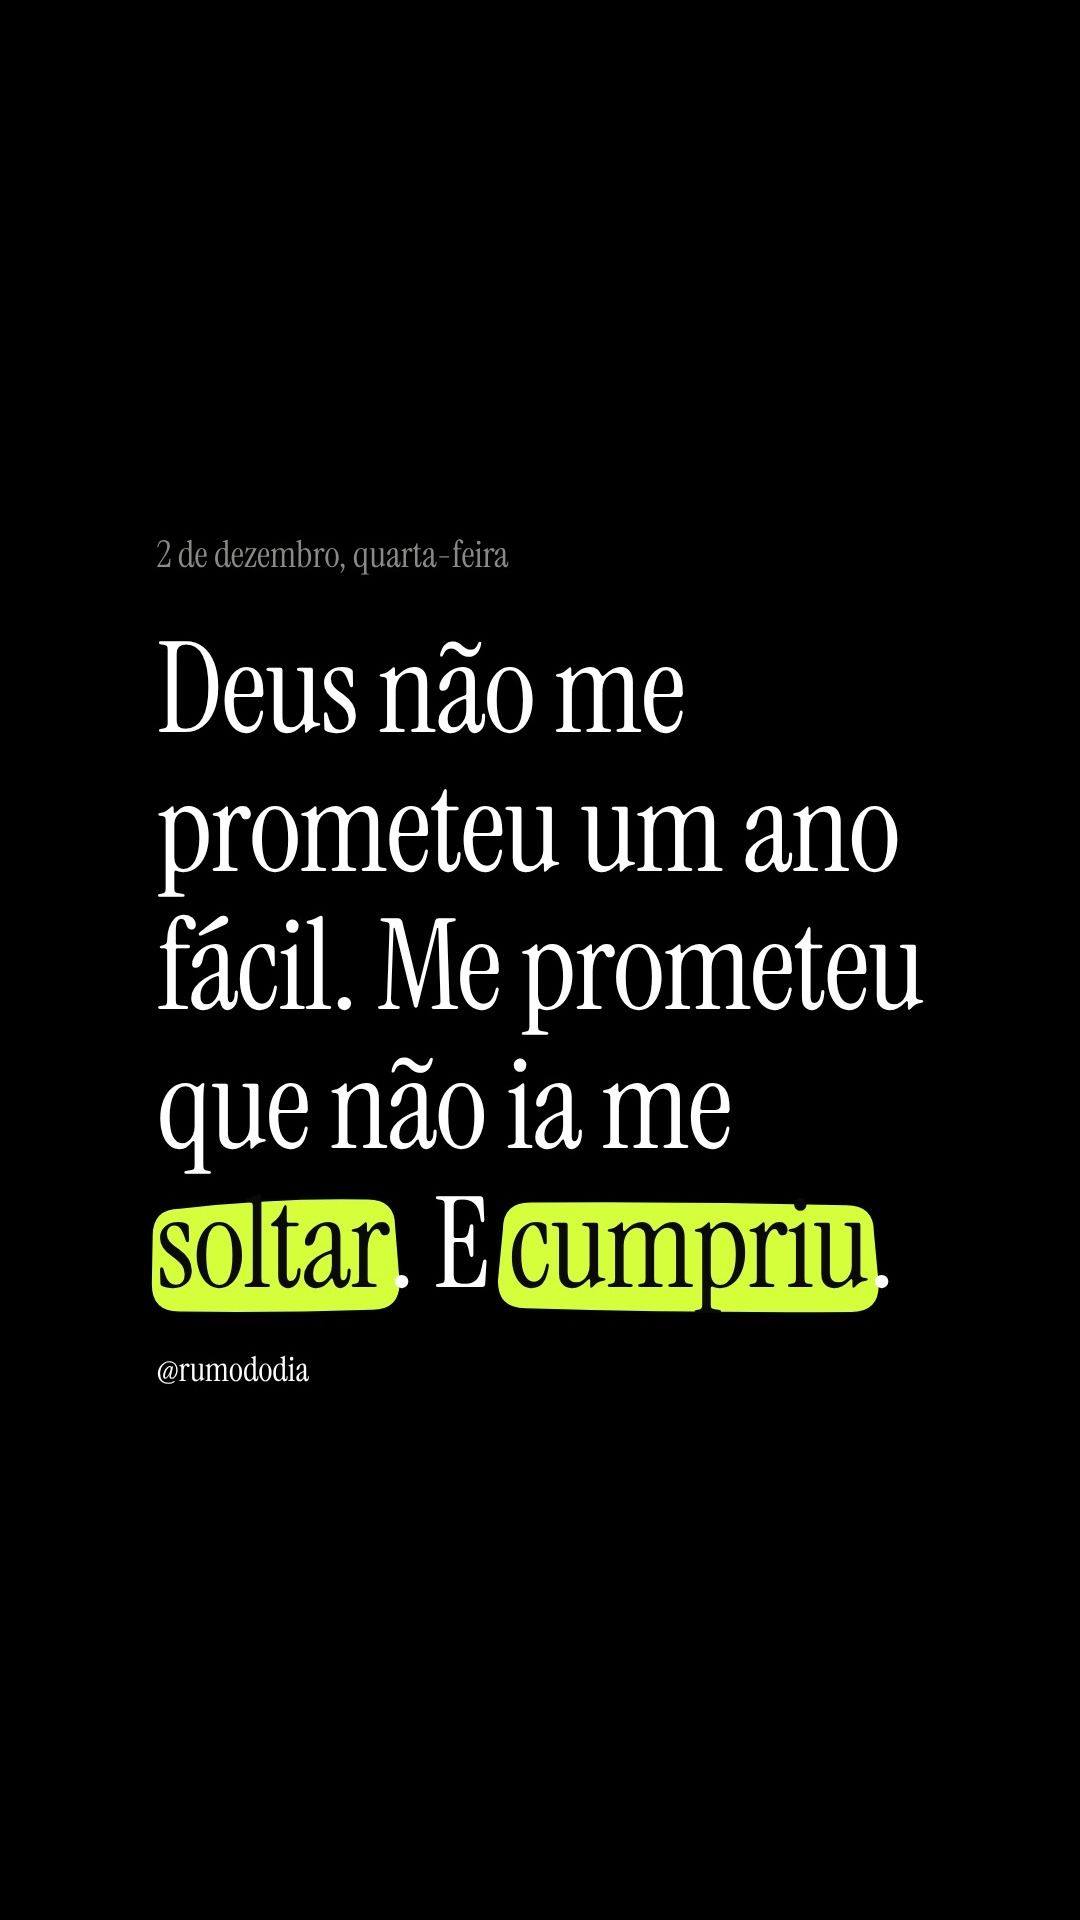 2 de dezembro, quarta-feira
Deus não me
prometeu um ano
fácil. Me prometeu
que não ia me
soltar. E cumpriu.
@rumododia